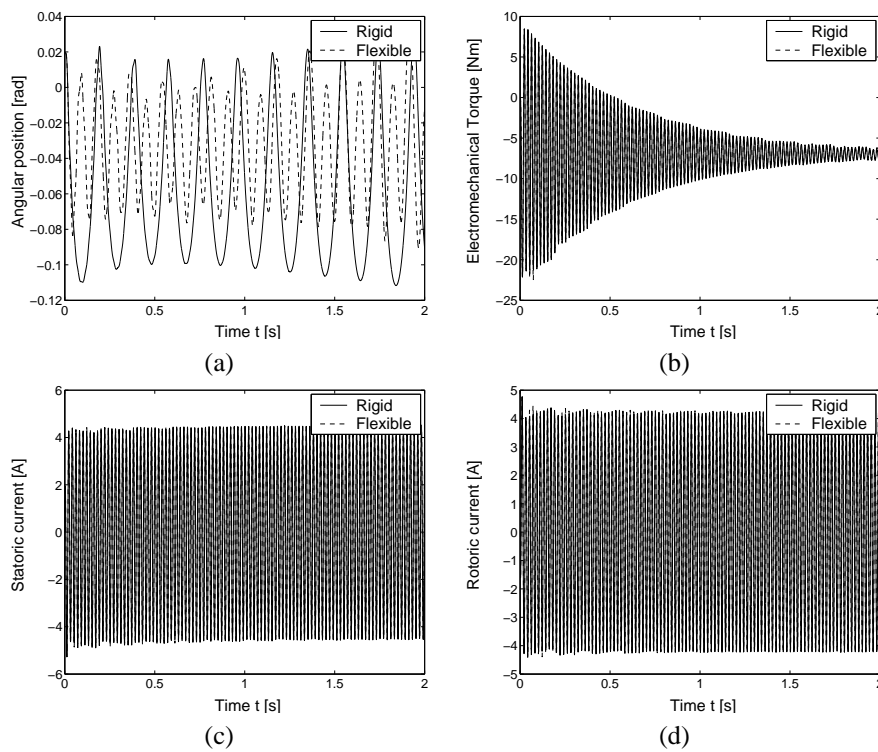 0.04
0.02
0
−0.02
−0.04
−0.06
−0.08
−0.1
−0.12
Angular position [rad]
Rigid
Flexible
0
0.5
1
1.5
2
Time t [s]
(a)
10
5
0
−5
−10
−15
−20
−25
Electromechanical Torque [Nm]
Rigid
Flexible
0
0.5
1
1.5
2
Time t [s]
(b)
6
4
2
0
−2
−4
−6
Statoric current [A]
Rigid
Flexible
0
0.5
1
1.5
2
Time t [s]
(c)
5
4
3
2
1
0
−1
−2
−3
−4
−5
Rotoric current [A]
Rigid
Flexible
0
0.5
1
1.5
2
Time t [s]
(d)